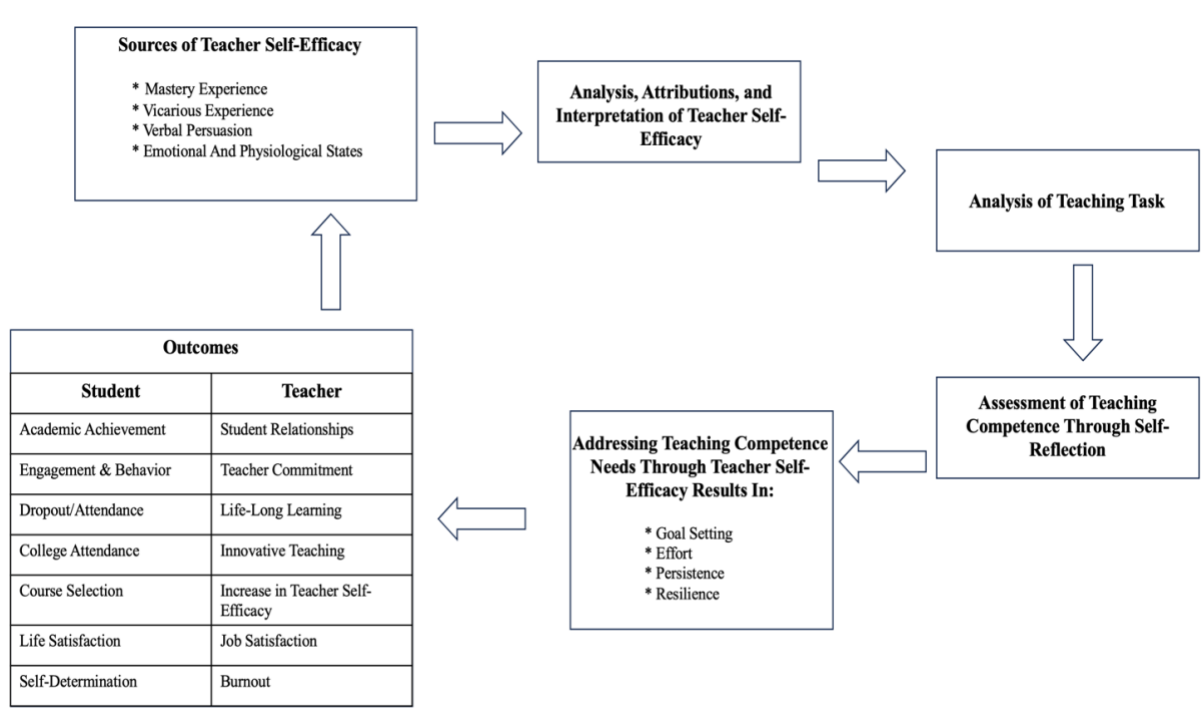 Sources of Teacher Self-Efficacy
* Mastery Experience
* Vicarious Experience
* Verbal Persuasion
* Emotional And Physiological States
Analysis, Attributions, and
Interpretation of Teacher Self-
Efficacy
Analysis of Teaching Task
Assessment of Teaching
Competence Through Self-
Reflection
Addressing Teaching Competence
Needs Through Teacher Self-
Efficacy Results In:
* Goal Setting
* Effort
* Persistence
* Resilience
Outcomes
Student Teacher
Academic Achievement Student Relationships
Engagement & Behavior Teacher Commitment
Dropout/Attendance Life-Long Learning
College Attendance Innovative Teaching
Course Selection Increase in Teacher Self-
Efficacy
Life Satisfaction Job Satisfaction
Self-Determination Burnout